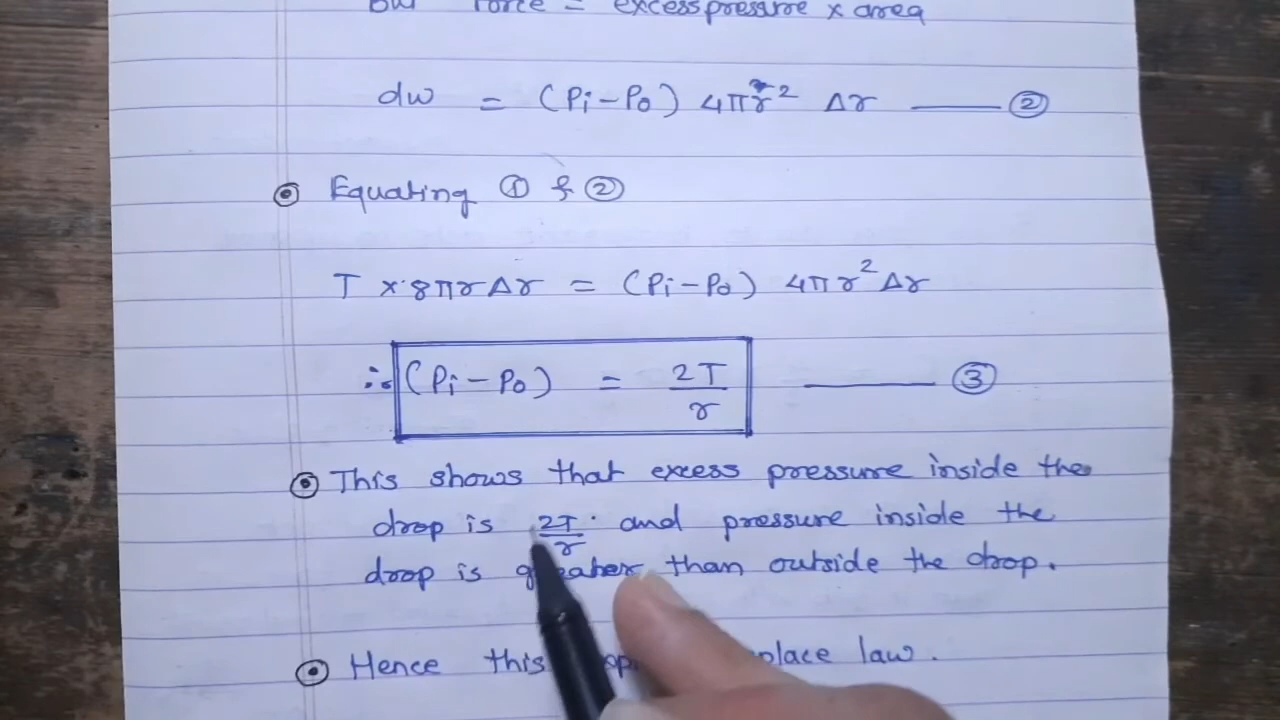 Force = excess pressure x area
dw = (Pi-Po) 4πr² Δr —— ②
Equating ① & ②
T x 8πrΔr = (Pi-Po) 4πr²Δr
∴ (Pi-Po) = 2T/r —— ③
This shows that excess pressure inside the
drop is 2T/r and pressure inside the
drop is greater than outside the drop.
Hence this law.